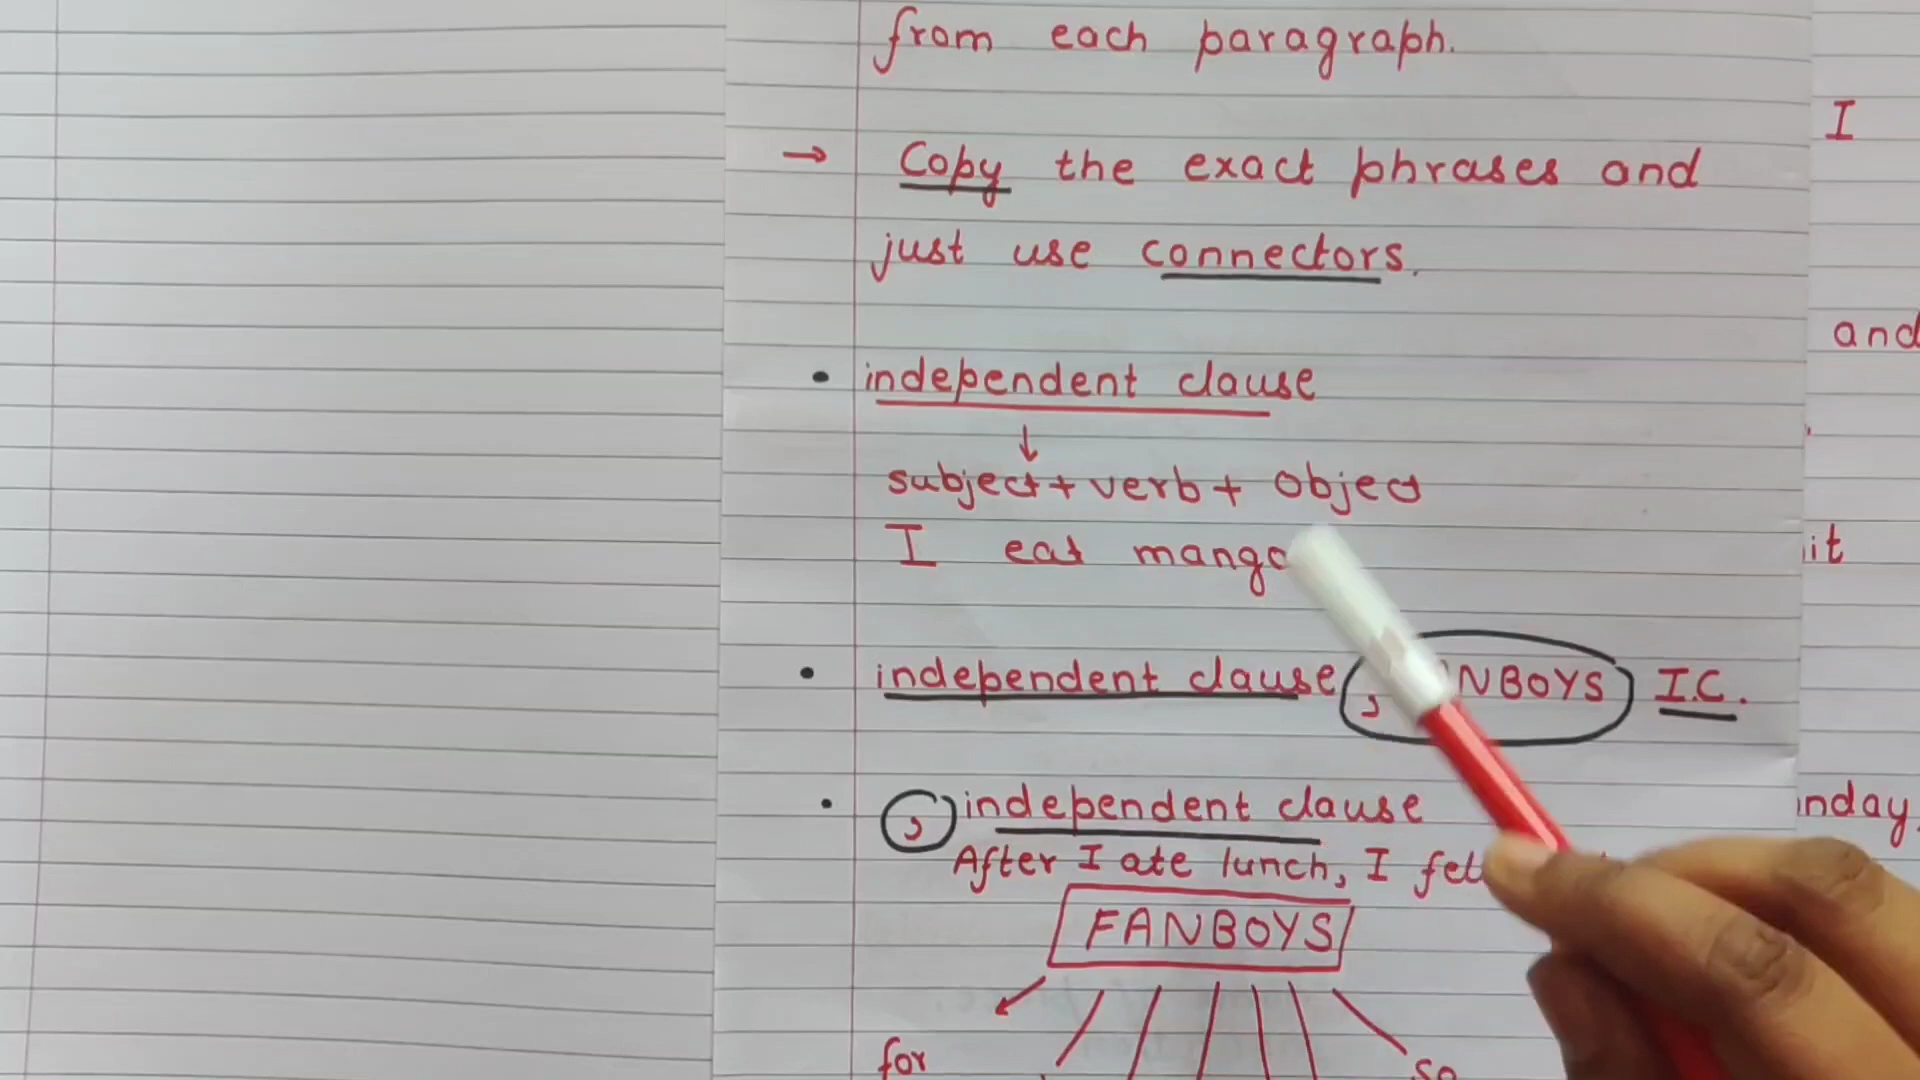 from each paragraph.
→ Copy the exact phrases and
just use connectors.
• independent clause
↓
subject + verb + object
I eat mango
• independent clause, NBOYS I.C.
• , independent clause
After I ate lunch, I
FANBOYS
for so
I
and
it
nday.